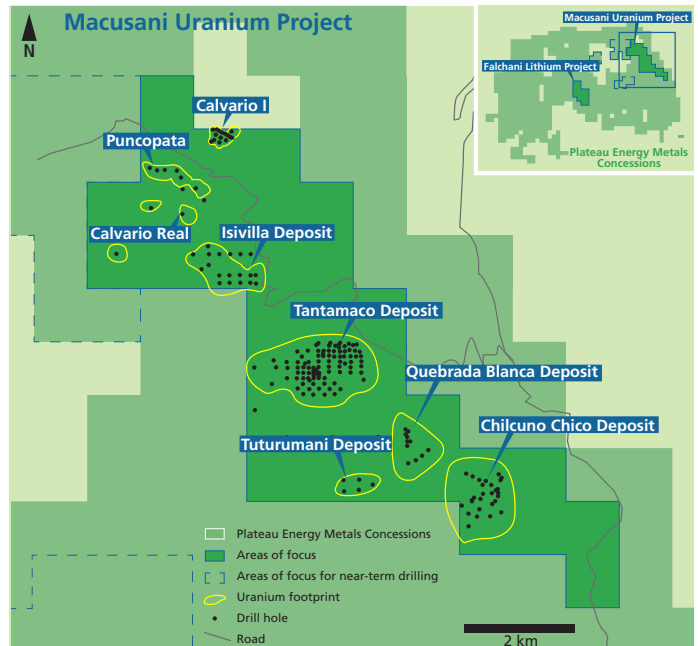 Macusani Uranium Project
N
Macusani Uranium Project
Falchani Lithium Project
Plateau Energy Metals
Concessions
Calvario I
Puncopata
Calvario Real
Isivilla Deposit
Tantamaco Deposit
Quebrada Blanca Deposit
Chilcuno Chico Deposit
Tuturumani Deposit
Plateau Energy Metals Concessions
Areas of focus
Areas of focus for near-term drilling
Uranium footprint
Drill hole
Road
2 km